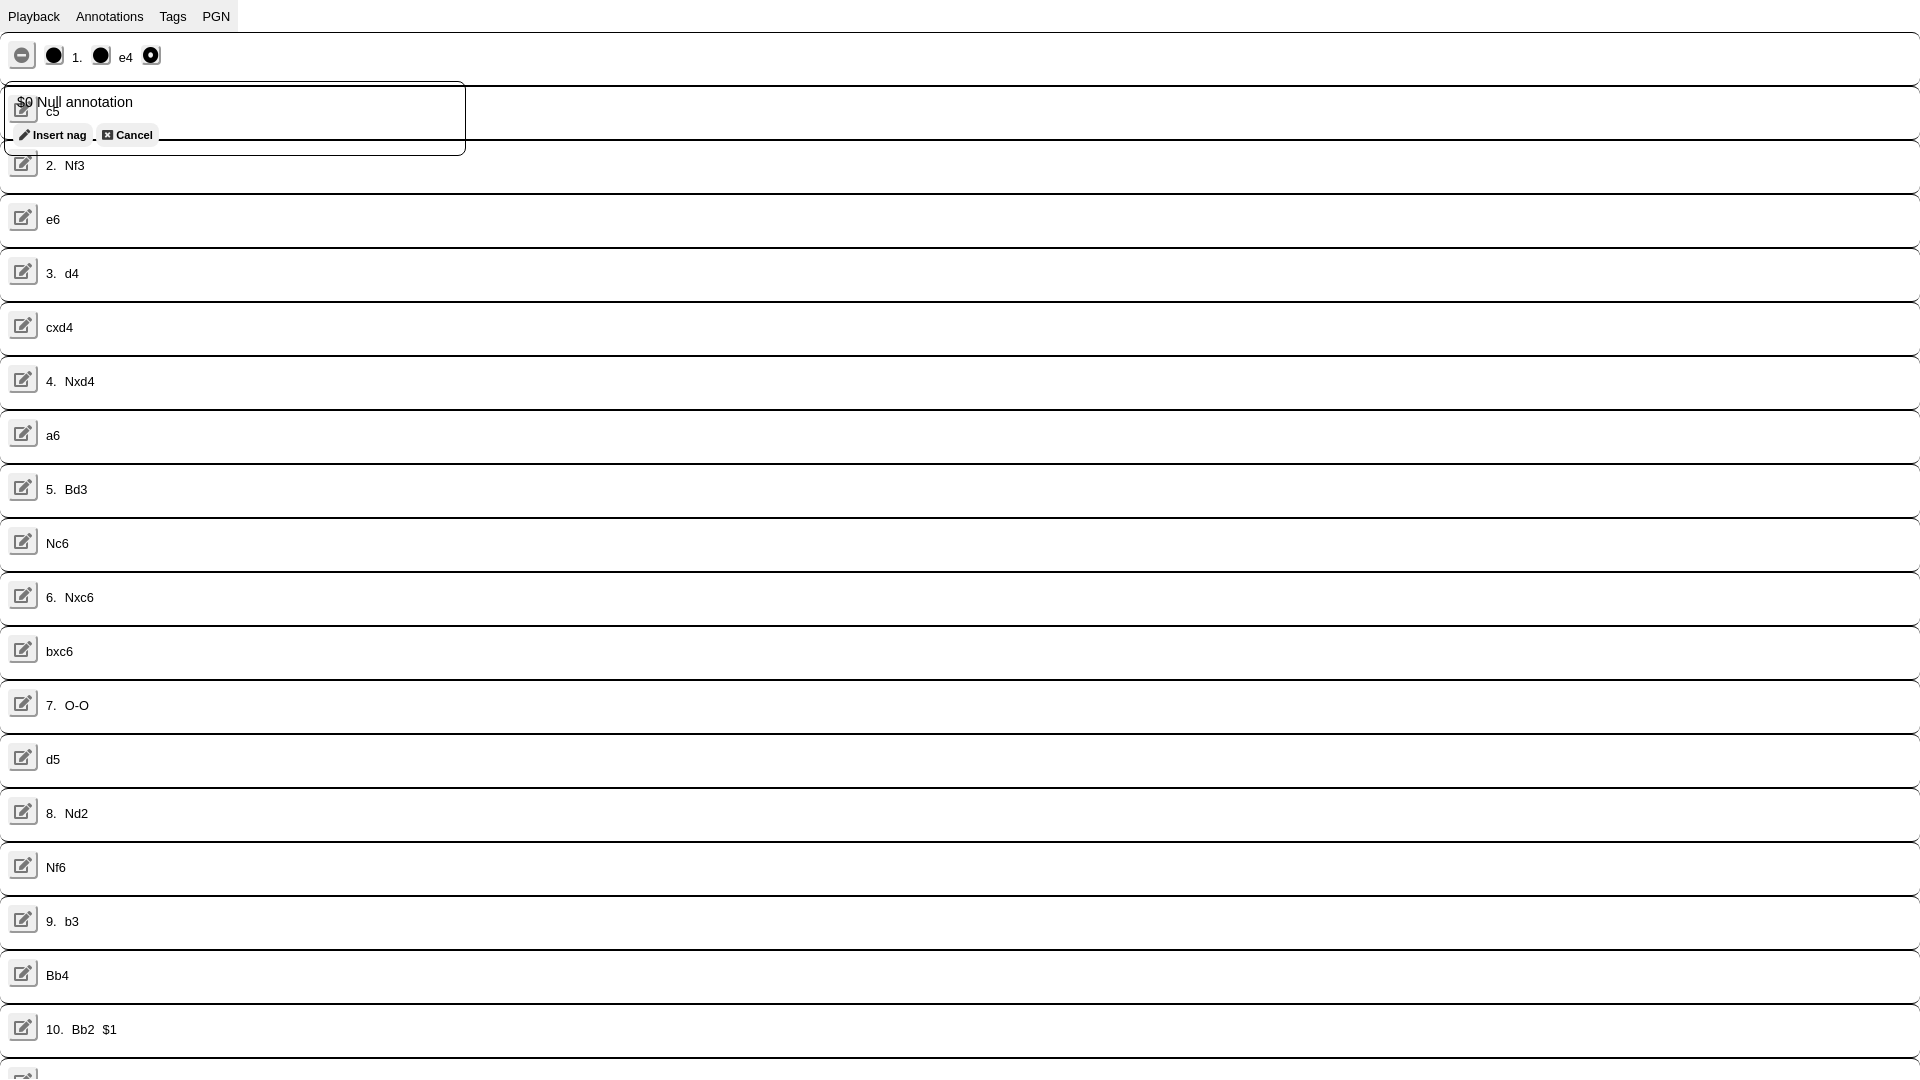 Playback Annotations Tags PGN
1. e4
$0 Null annotation
c5
Insert nag Cancel
2. Nf3
e6
3. d4
cxd4
4. Nxd4
a6
5. Bd3
Nc6
6. Nxc6
bxc6
7. O-O
d5
8. Nd2
Nf6
9. b3
Bb4
10. Bb2 $1